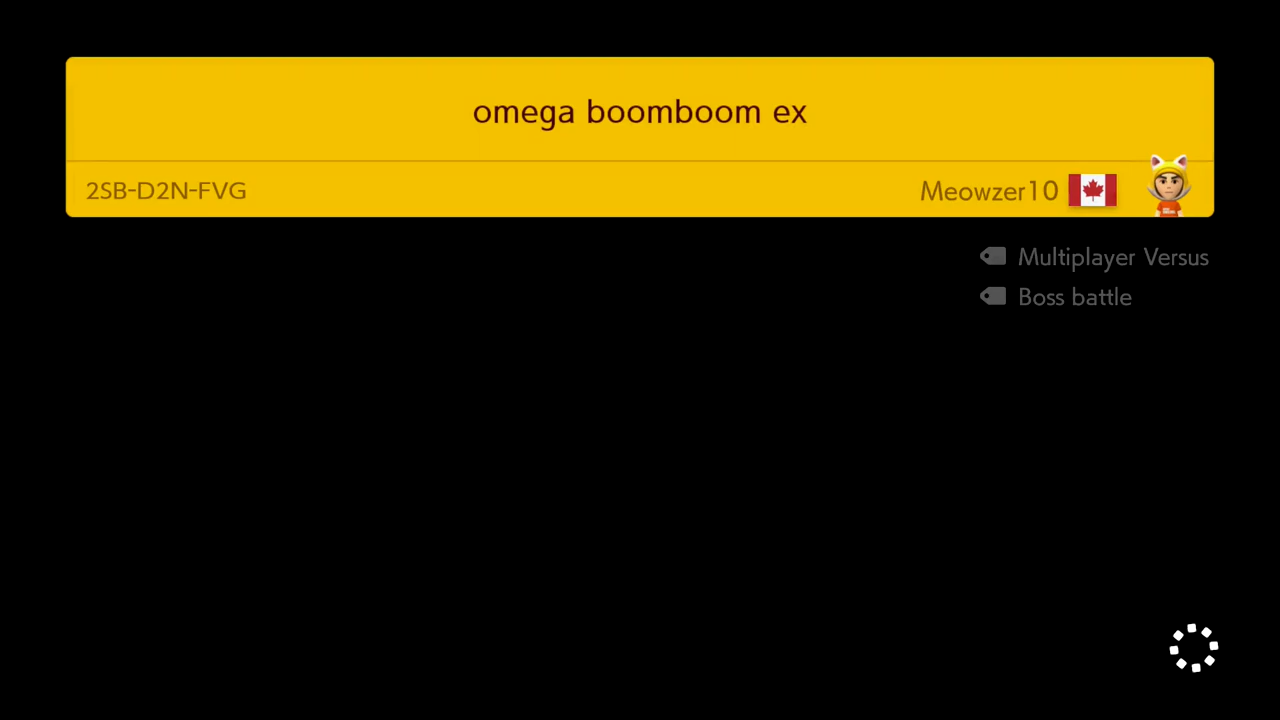 omega boomboom ex
2SB-D2N-FVG
Meowzer10
Multiplayer Versus
Boss battle